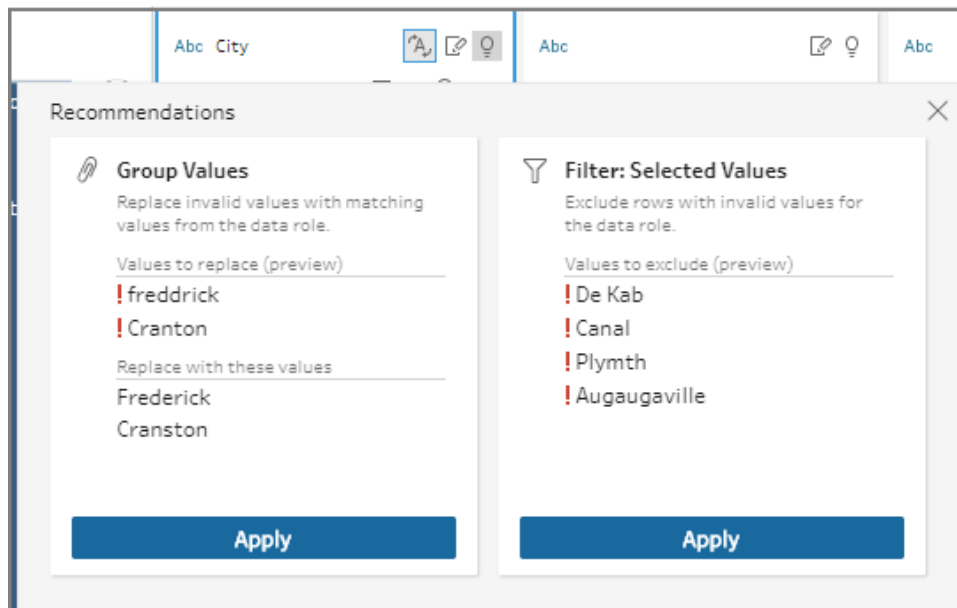 Abc City
Abc
Abc
Recommendations
Group Values
Replace invalid values with matching
values from the data role.
Values to replace (preview)
! freddrick
! Cranton
Replace with these values
Frederick
Cranston
Apply
Filter: Selected Values
Exclude rows with invalid values for
the data role.
Values to exclude (preview)
! De Kab
! Canal
! Plymth
! Augaugaville
Apply